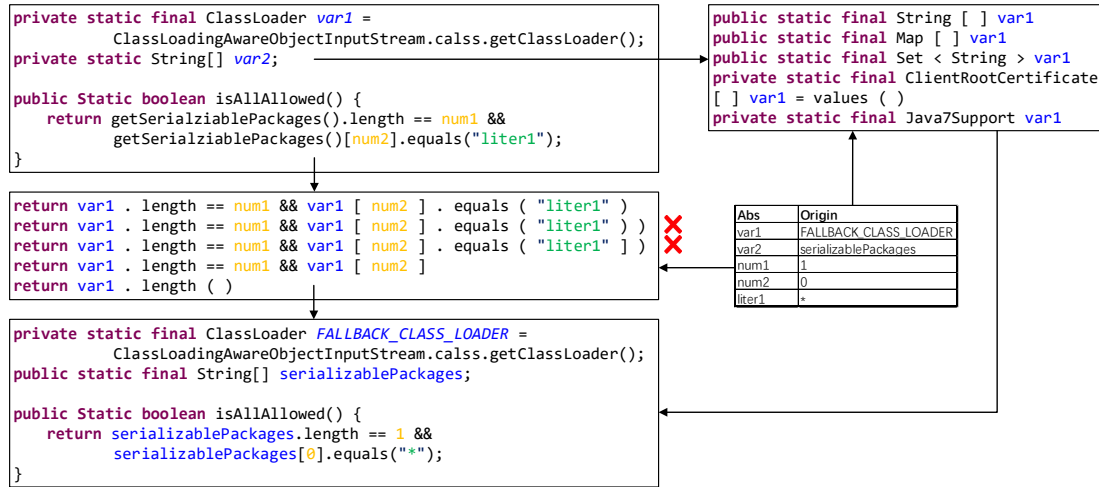 private static final ClassLoader var1 =
ClassLoadingAwareObjectInputStream.calss.getClassLoader();
private static String[] var2;
public Static boolean isAllAllowed() {
return getSerialziablePackages().length == num1 &&
getSerlziablePackages()[num2].equals("liter1");
}
public static final String [ ] var1
public static final Map [ ] var1
public static final Set < String > var1
private static final ClientRootCertificate
[ ] var1 = values ( )
private static final Java7Support var1
return var1 . length == num1 && var1 [ num2 ] . equals ( "liter1" )
return var1 . length == num1 && var1 [ num2 ] . equals ( "liter1" ) )
return var1 . length == num1 && var1 [ num2 ] . equals ( "liter1" ] )
return var1 . length == num1 && var1 [ num2 ]
return var1 . length ( )
Abs Origin
var1 FALLBACK_CLASS_LOADER
var2 serializablePackages
num1 1
num2 0
liter1 *
private static final ClassLoader FALLBACK_CLASS_LOADER =
ClassLoadingAwareObjectInputStream.calss.getClassLoader();
public static final String[] serializablePackages;
public Static boolean isAllAllowed() {
return serializablePackages.length == 1 &&
serializablePackages[0].equals("*");
}